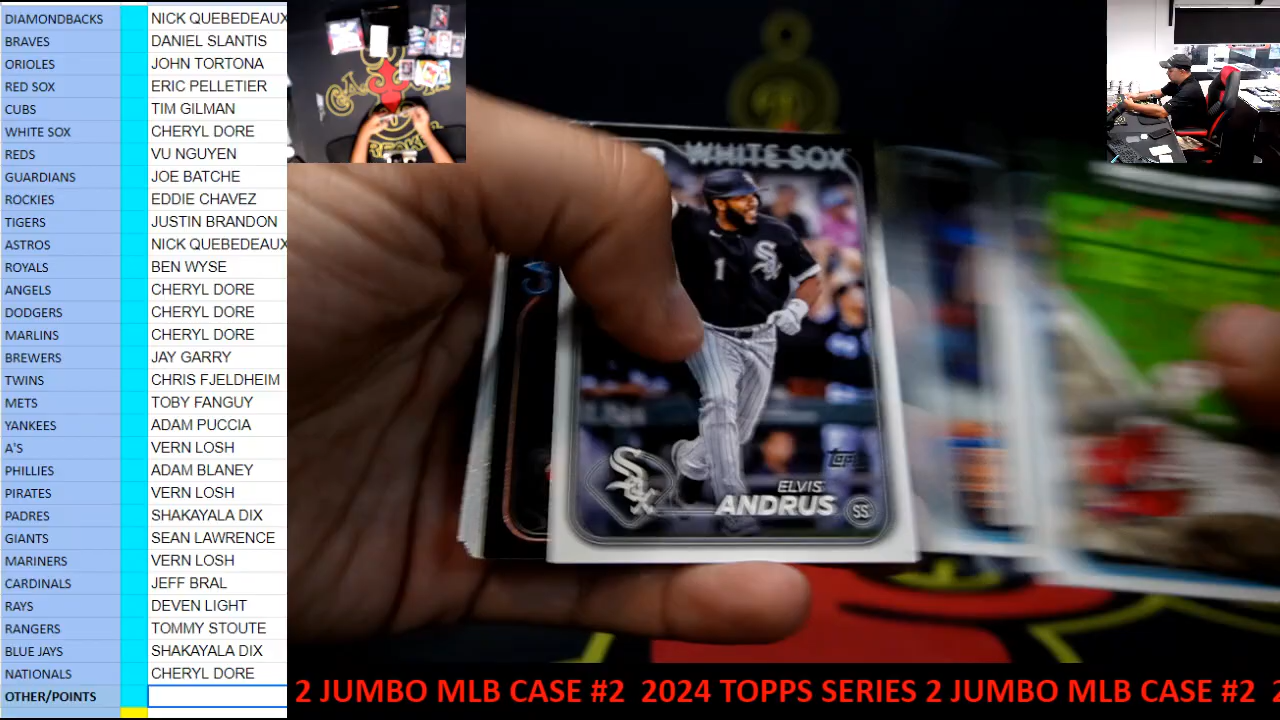 DIAMONDBACKS NICK QUEBEDEAUX
BRAVES DANIEL SLANTIS
ORIOLES JOHN TORTONA
RED SOX ERIC PELLETIER
CUBS TIM GILMAN
WHITE SOX CHERYL DORE
REDS VU NGUYEN
GUARDIANS JOE BATCHE
ROCKIES EDDIE CHAVEZ
TIGERS JUSTIN BRANDON
ASTROS NICK QUEBEDEAUX
ROYALS BEN WYSE
ANGELS CHERYL DORE
DODGERS CHERYL DORE
MARLINS CHERYL DORE
BREWERS JAY GARRY
TWINS CHRIS FJELDHEIM
METS TOBY FANGUY
YANKEES ADAM PUCCIA
A'S VERN LOSH
PHILLIES ADAM BLANEY
PIRATES VERN LOSH
PADRES SHAKAYALA DIX
GIANTS SEAN LAWRENCE
MARINERS VERN LOSH
CARDINALS JEFF BRAL
RAYS DEVEN LIGHT
RANGERS TOMMY STOUTE
BLUE JAYS SHAKAYALA DIX
NATIONALS CHERYL DORE
OTHER/POINTS
WHITE SOX
1
SOX
topps
ELVIS
ANDRUS SS
2 JUMBO MLB CASE #2 2024 TOPPS SERIES 2 JUMBO MLB CASE #2 2